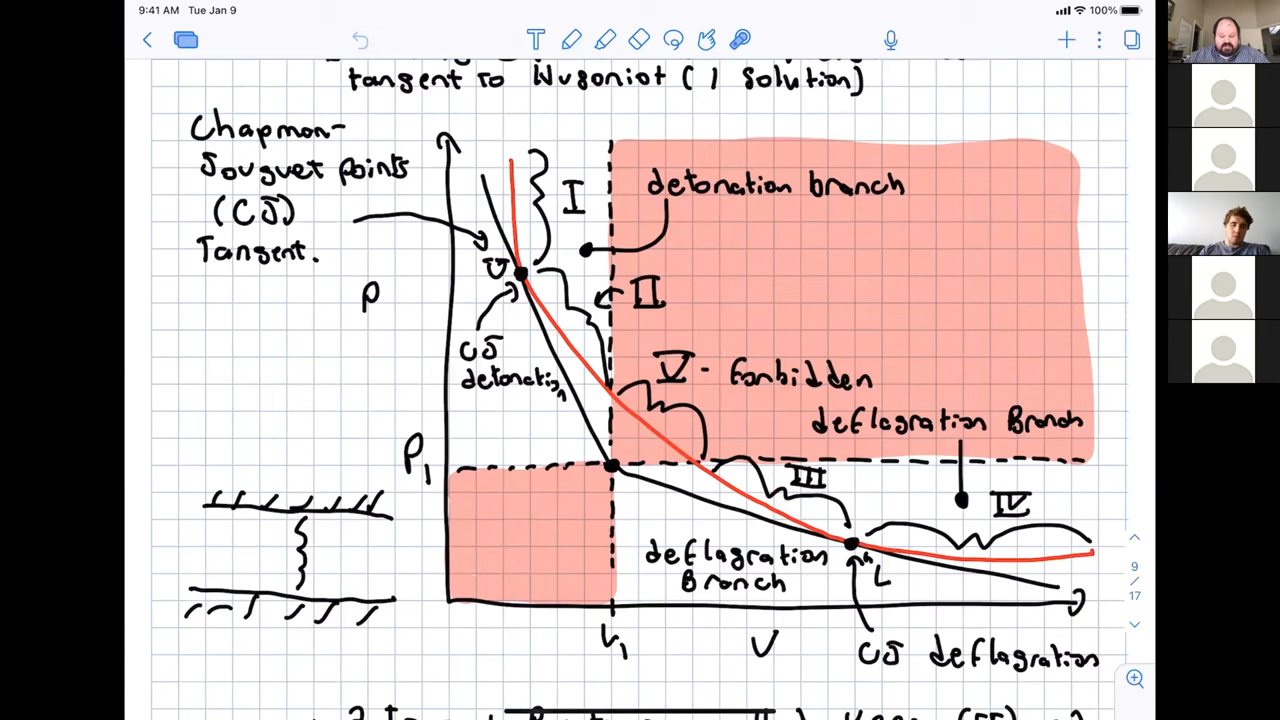 9:41 AM Tue Jan 9
100%
tangent to Hugoniot ( 1 Solution)
Chapman-
Jouguet points
(CJ)
Tangent.
P
I
detonation branch
U
II
CJ
detonation
V - Forbidden
deflagration Branch
P1
III
IV
deflagration
Branch
L
V1
V
CJ deflagration
9
/
17